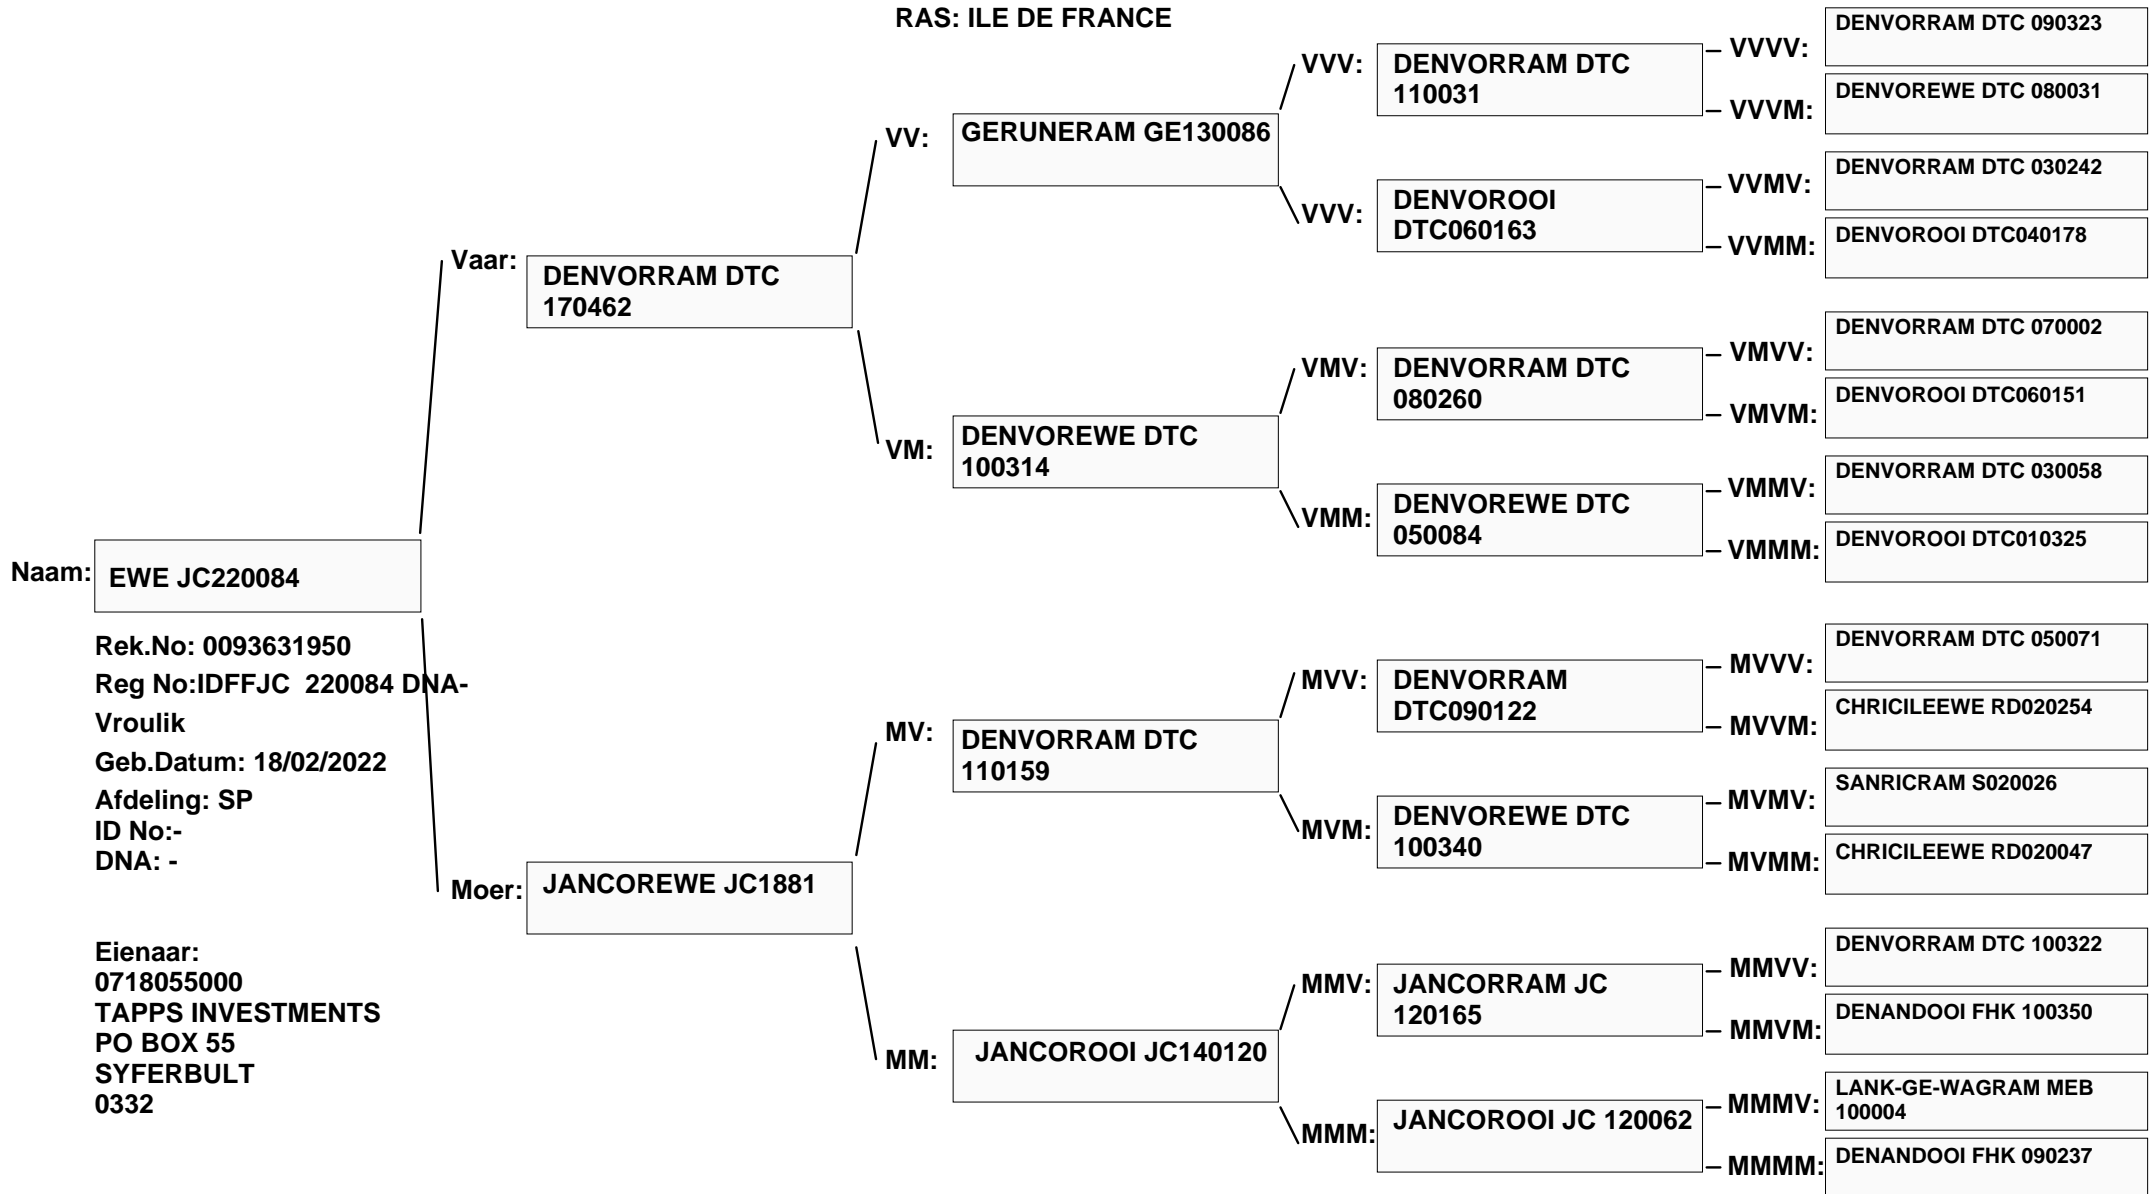 RAS: ILE DE FRANCE
Naam:
EWE JC220084
Rek.No: 0093631950
Reg No:IDFFJC  220084 DNA-
Vroulik
Geb.Datum: 18/02/2022
Afdeling: SP
ID No:-
DNA: -
Eienaar:
0718055000
TAPPS INVESTMENTS
PO BOX 55
SYFERBULT
0332
Vaar:
DENVORRAM DTC
170462
Moer:
JANCOREWE JC1881
VV:
GERUNERAM GE130086
VM:
DENVOREWE DTC
100314
MV:
DENVORRAM DTC
110159
MM:
JANCOROOI JC140120
VVV:
DENVORRAM DTC
110031
VVV:
DENVOROOI
DTC060163
VMV:
DENVORRAM DTC
080260
VMM:
DENVOREWE DTC
050084
MVV:
DENVORRAM
DTC090122
MVM:
DENVOREWE DTC
100340
MMV:
JANCORRAM JC
120165
MMM:
JANCOROOI JC 120062
VVVV:
DENVORRAM DTC 090323
VVVM:
DENVOREWE DTC 080031
VVMV:
DENVORRAM DTC 030242
VVMM:
DENVOROOI DTC040178
VMVV:
DENVORRAM DTC 070002
VMVM:
DENVOROOI DTC060151
VMMV:
DENVORRAM DTC 030058
VMMM:
DENVOROOI DTC010325
MVVV:
DENVORRAM DTC 050071
MVVM:
CHRICILEEWE RD020254
MVMV:
SANRICRAM S020026
MVMM:
CHRICILEEWE RD020047
MMVV:
DENVORRAM DTC 100322
MMVM:
DENANDOOI FHK 100350
MMMV:
LANK-GE-WAGRAM MEB
100004
MMMM:
DENANDOOI FHK 090237